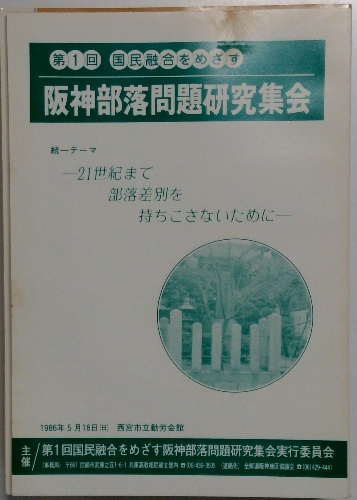 第1回 国民融合をめざす
阪神部落問題研究集会
統一テーマ
―21世紀まで
部落差別を
持ちこさないために―
1986年5月18日(日) 西宮市立勤労会館
主催/第1回国民融合をめざす阪神部落問題研究集会実行委員会